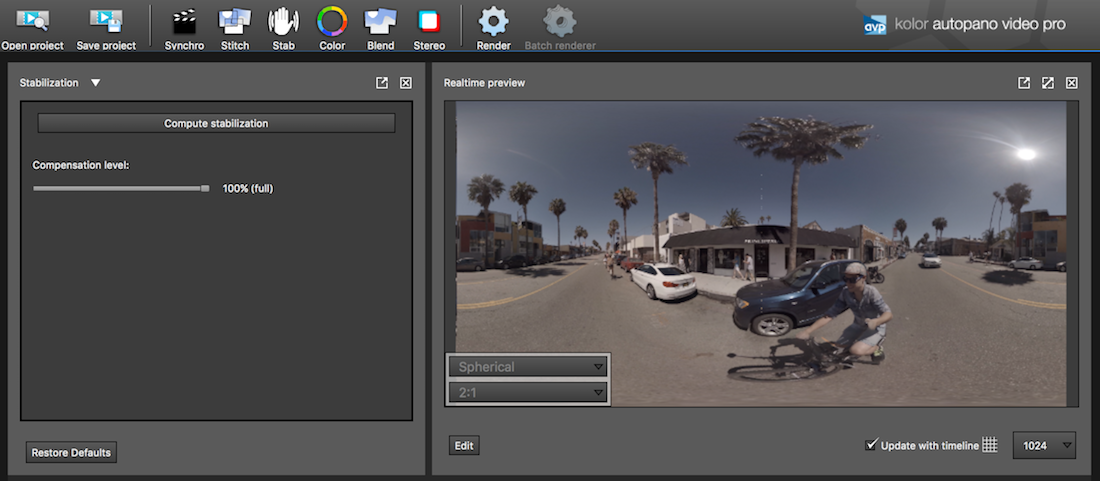 Open project
Save project
Synchro
Stitch
Stab
Color
Blend
Stereo
Render
Batch renderer
avp
kolor autopano video pro
Stabilization
Realtime preview
Compute stabilization
Compensation level:
100% (full)
Spherical
2:1
Restore Defaults
Edit
Update with timeline
1024